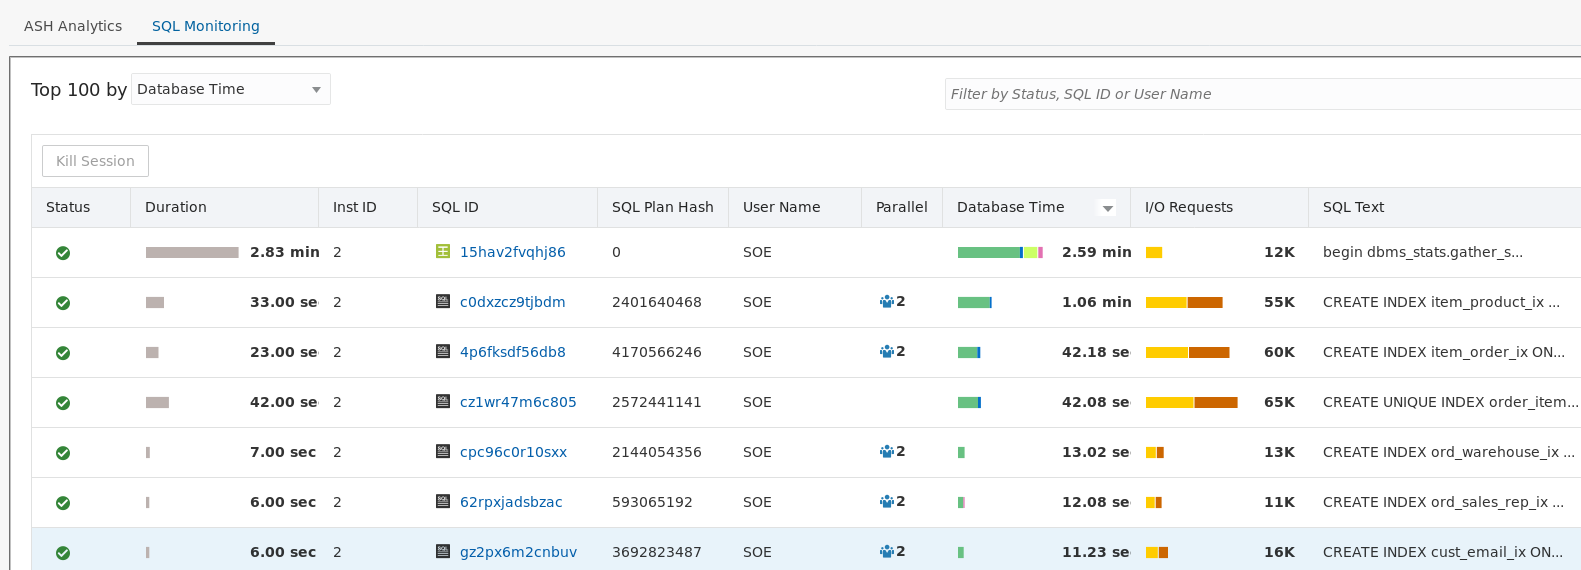 ASH Analytics SQL Monitoring
Top 100 by Database Time Filter by Status, SQL ID or User Name
Kill Session
Status Duration Inst ID SQL ID SQL Plan Hash User Name Parallel Database Time I/O Requests SQL Text
2.83 min 2 15hav2fvqhj86 0 SOE 2.59 min 12K begin dbms_stats.gather_s...
33.00 se 2 SQL c0dxzcz9tjbdm 2401640468 SOE 2 1.06 min 55K CREATE INDEX item_product_ix ...
23.00 se 2 SQL 4p6fksdf56db8 4170566246 SOE 2 42.18 se 60K CREATE INDEX item_order_ix ON...
42.00 se 2 SQL cz1wr47m6c805 2572441141 SOE 42.08 se 65K CREATE UNIQUE INDEX order_item...
7.00 sec 2 SQL cpc96c0r10sxx 2144054356 SOE 2 13.02 se 13K CREATE INDEX ord_warehouse_ix ...
6.00 sec 2 SQL 62rpxjadsbzac 593065192 SOE 2 12.08 se 11K CREATE INDEX ord_sales_rep_ix ...
6.00 sec 2 SQL gz2px6m2cnbuv 3692823487 SOE 2 11.23 se 16K CREATE INDEX cust_email_ix ON...